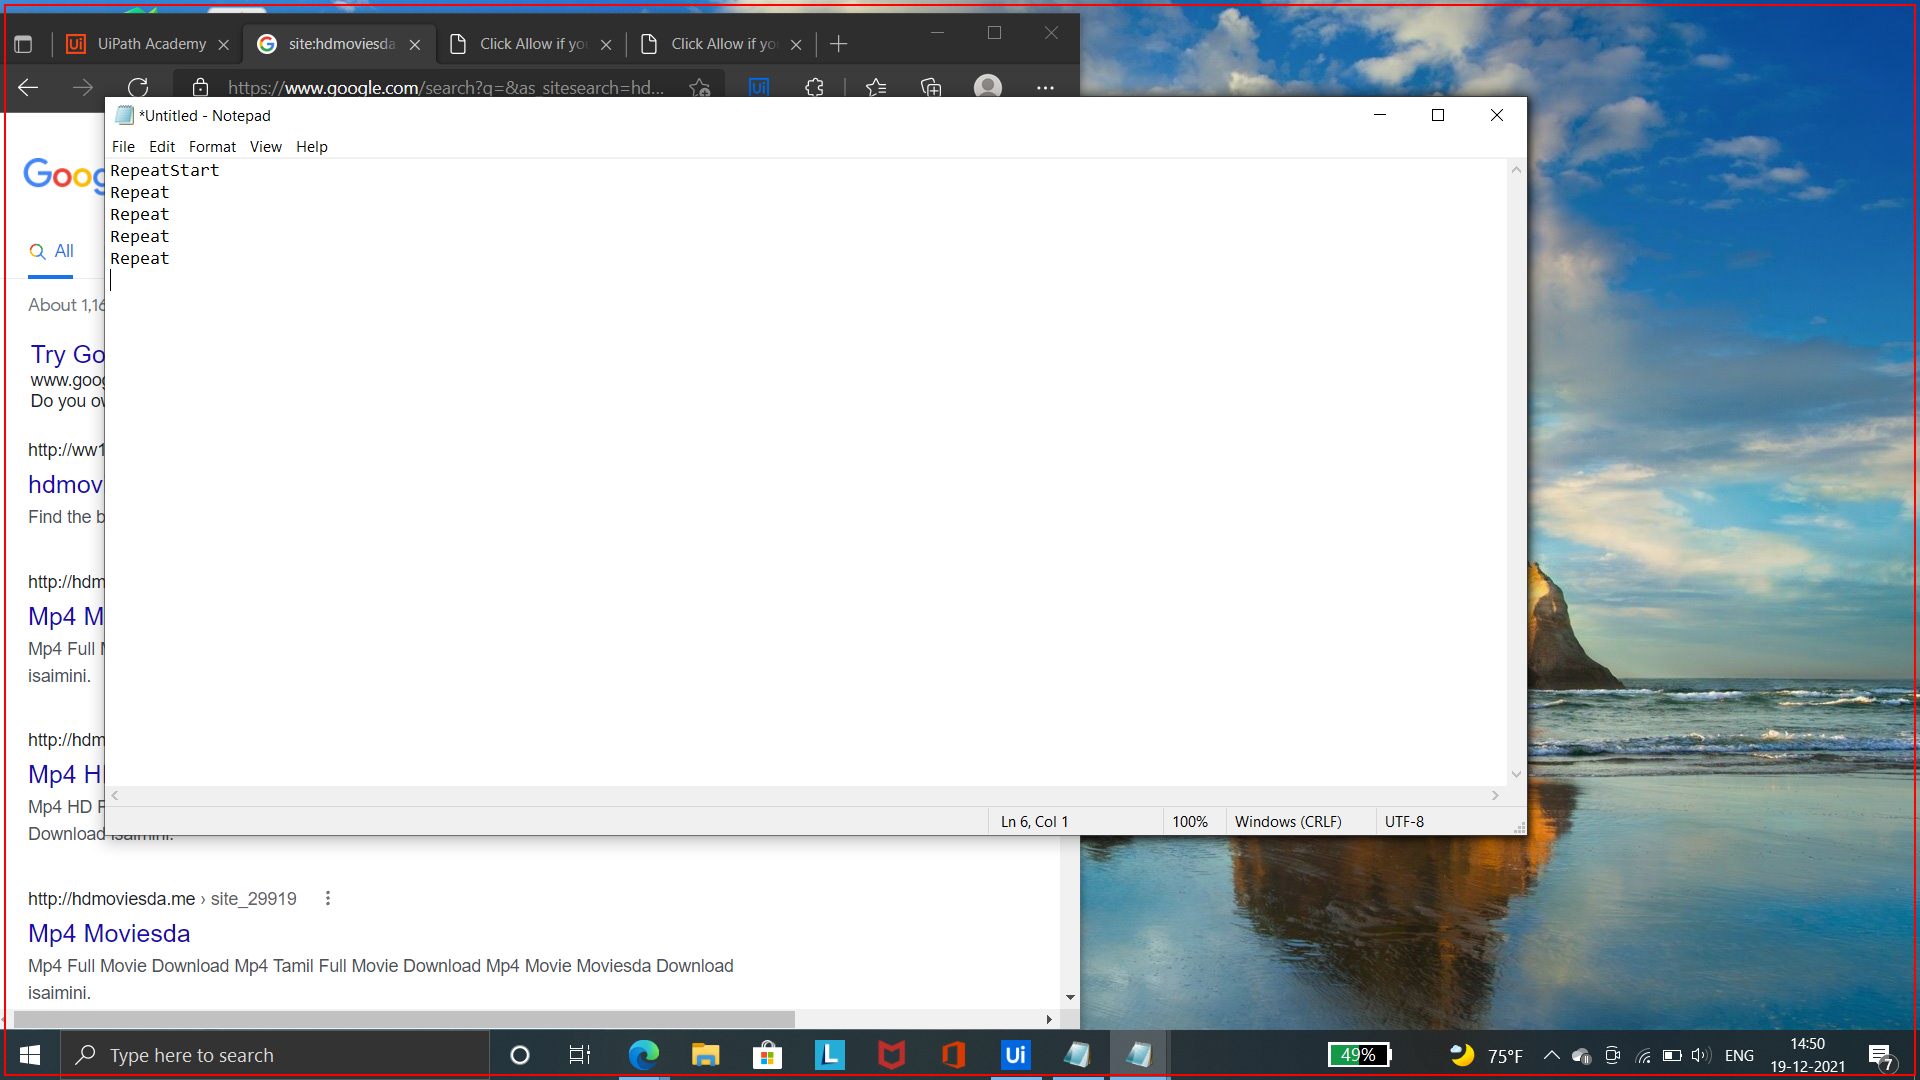 UiPath Academy
site:hdmoviesda
Click Allow if yo
Click Allow if yo
https://www.google.com/search?q=&as_sitesearch=hd...
*Untitled - Notepad
File Edit Format View Help
RepeatStart
Repeat
Repeat
Repeat
Repeat
Ln 6, Col 1
100%
Windows (CRLF)
UTF-8
Goog
All
About 1,16
Try Go
www.goog
Do you ow
http://ww1
hdmov
Find the b
http://hdm
Mp4 M
Mp4 Full M
isaimini.
http://hdm
Mp4 H
Mp4 HD F
Download isaimini.
http://hdmoviesda.me › site_29919
Mp4 Moviesda
Mp4 Full Movie Download Mp4 Tamil Full Movie Download Mp4 Movie Moviesda Download
isaimini.
Type here to search
L
Ui
49%
75°F
ENG
14:50
19-12-2021
7